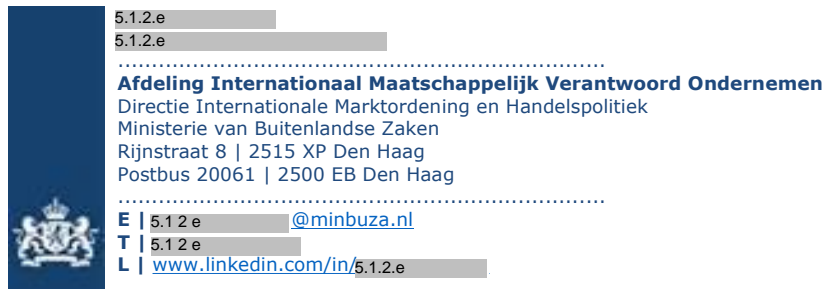 5.1.2.e
5.1.2.e
........................................................................
Afdeling Internationaal Maatschappelijk Verantwoord Ondernemen
Directie Internationale Marktordening en Handelspolitiek
Ministerie van Buitenlandse Zaken
Rijnstraat 8 | 2515 XP Den Haag
Postbus 20061 | 2500 EB Den Haag
........................................................................
E | 5.1 2 e @minbuza.nl
T | 5.1 2 e
L | www.linkedin.com/in/5.1.2.e